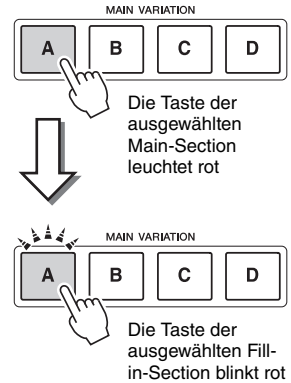 MAIN VARIATION
A B C D
Die Taste der
ausgewählten
Main-Section
leuchtet rot
MAIN VARIATION
A B C D
Die Taste der
ausgewählten Fill-
in-Section blinkt rot